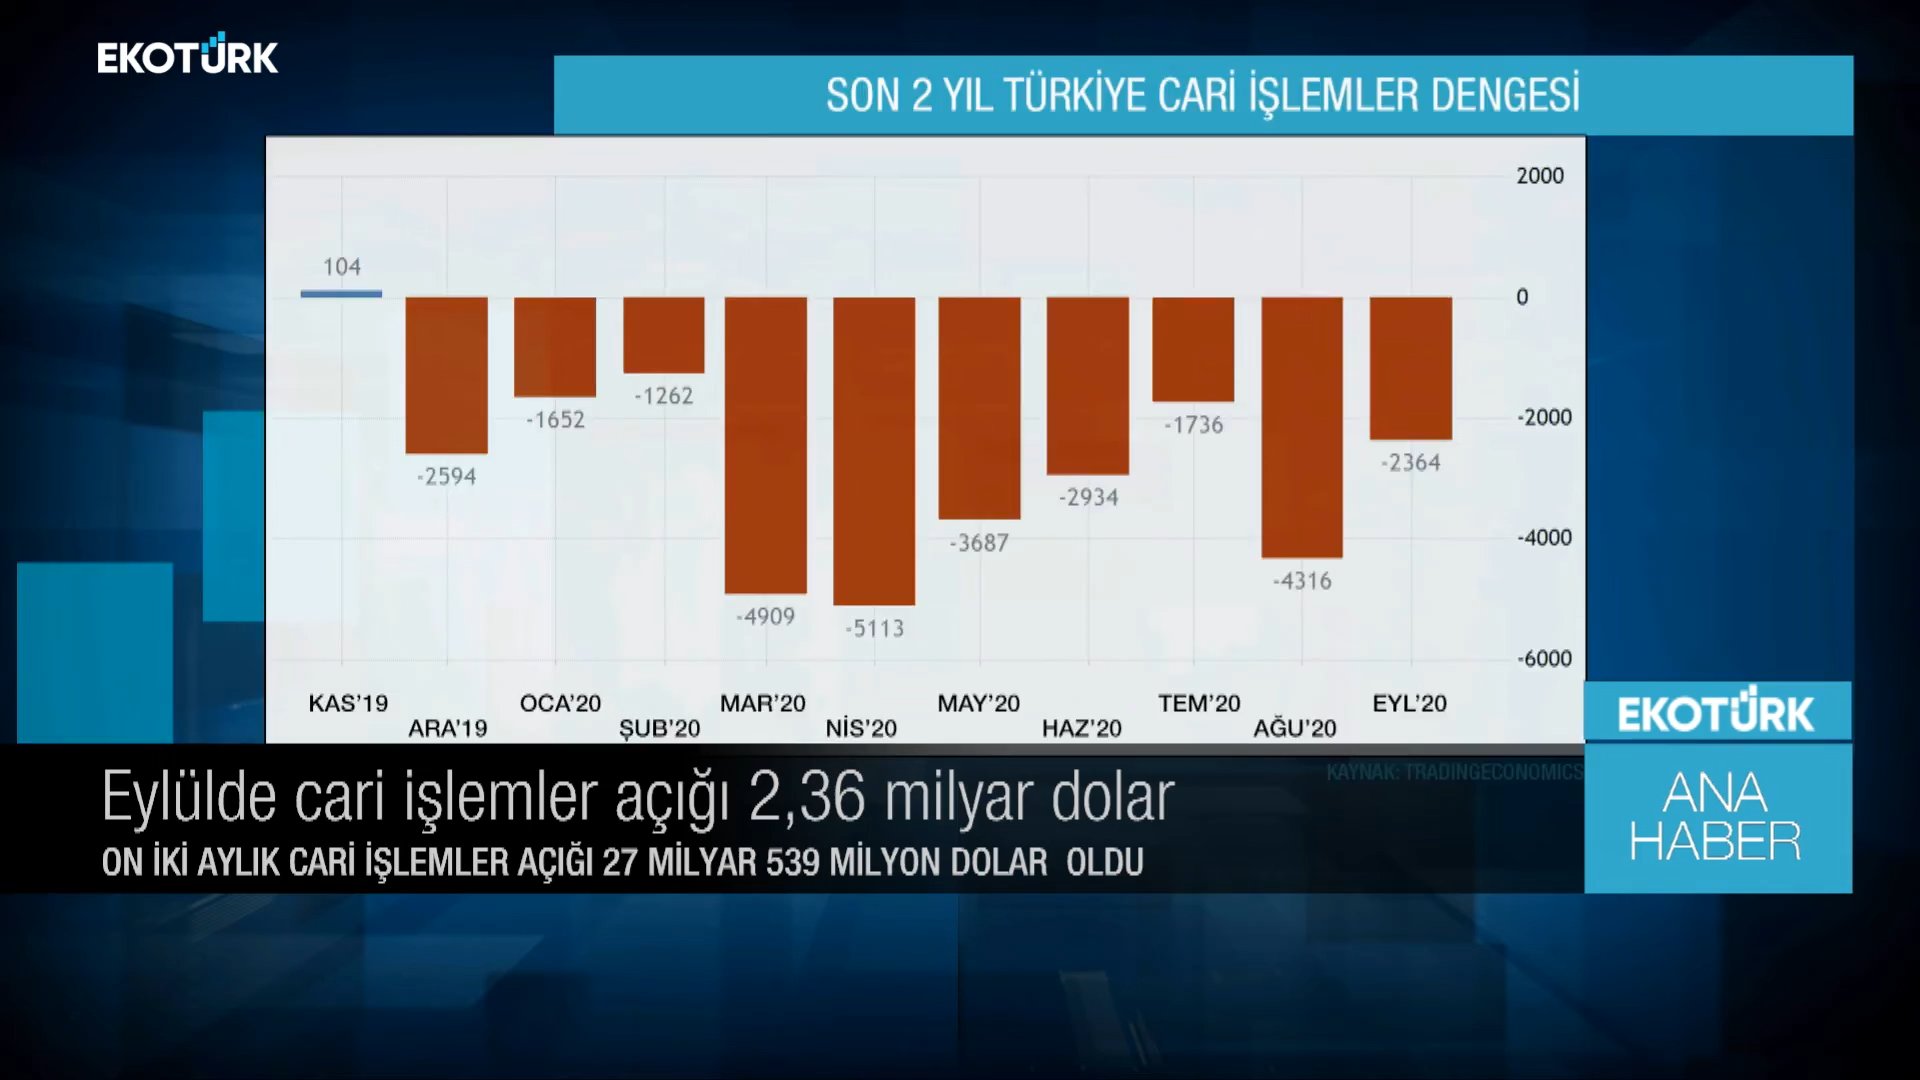 EKOTÜRK
SON 2 YIL TÜRKİYE CARİ İŞLEMLER DENGESİ
2000
0
-2000
-4000
-6000
104
-2594
-1652
-1262
-4909
-5113
-3687
-2934
-1736
-4316
-2364
KAS'19
ARA'19
OCA'20
ŞUB'20
MAR'20
NİS'20
MAY'20
HAZ'20
TEM'20
AĞU'20
EYL'20
KAYNAK: TRADINGECONOMICS
EKOTÜRK
ANA
HABER
Eylülde cari işlemler açığı 2,36 milyar dolar
ON İKİ AYLIK CARİ İŞLEMLER AÇIĞI 27 MİLYAR 539 MİLYON DOLAR OLDU